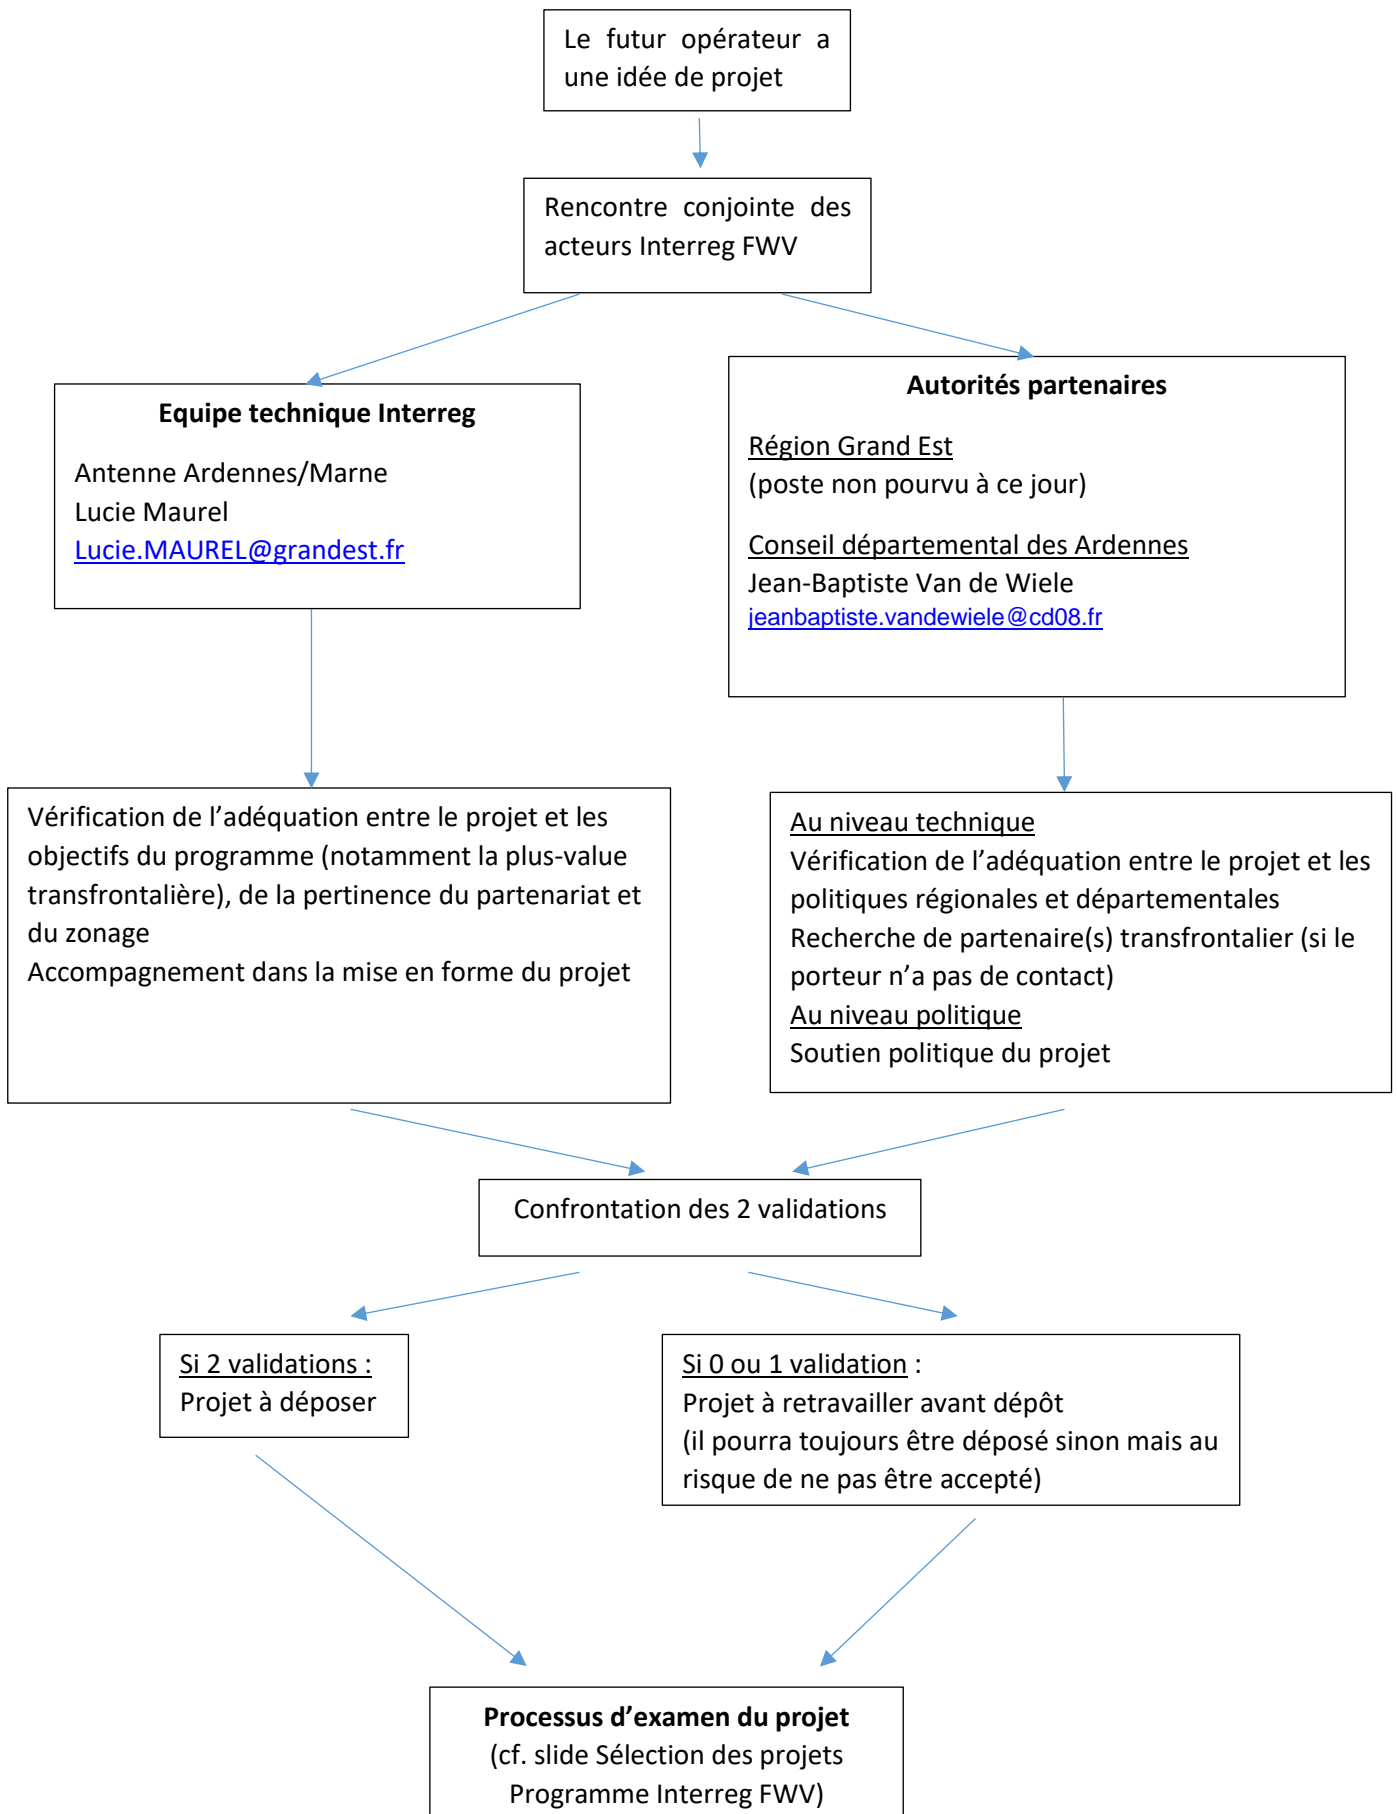 Le futur opérateur a
une idée de projet
Rencontre conjointe des
acteurs Interreg FWV
Equipe technique Interreg
Antenne Ardennes/Marne
Lucie Maurel
Lucie.MAUREL@grandest.fr
Autorités partenaires
Région Grand Est
(poste non pourvu à ce jour)
Conseil départemental des Ardennes
Jean-Baptiste Van de Wiele
jeanbaptiste.vandewiele@cd08.fr
Vérification de l’adéquation entre le projet et les
objectifs du programme (notamment la plus-value
transfrontalière), de la pertinence du partenariat et
du zonage
Accompagnement dans la mise en forme du projet
Au niveau technique
Vérification de l’adéquation entre le projet et les
politiques régionales et départementales
Recherche de partenaire(s) transfrontalier (si le
porteur n’a pas de contact)
Au niveau politique
Soutien politique du projet
Confrontation des 2 validations
Si 2 validations :
Projet à déposer
Si 0 ou 1 validation :
Projet à retravailler avant dépôt
(il pourra toujours être déposé sinon mais au
risque de ne pas être accepté)
Processus d’examen du projet
(cf. slide Sélection des projets
Programme Interreg FWV)